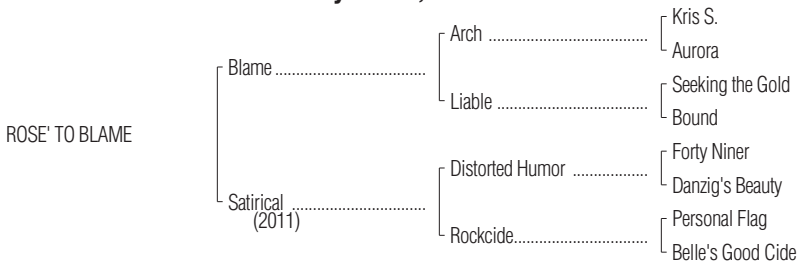 Kris S.
Arch ......................................
Aurora
Blame ....................................
Seeking the Gold
Liable ....................................
Bound
ROSE' TO BLAME
Forty Niner
Distorted Humor ..................
Danzig's Beauty
Satirical ................................
(2011)
Personal Flag
Rockcide................................
Belle's Good Cide